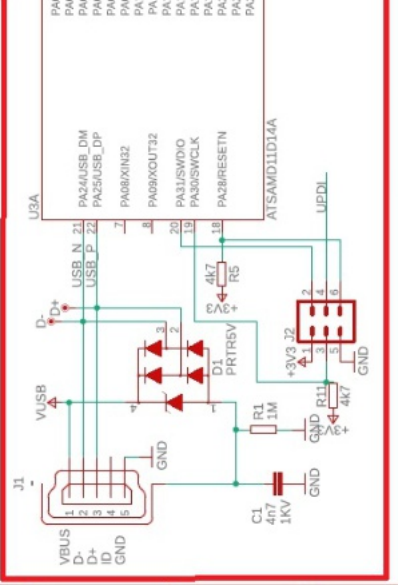 U3A
PA24/USB_DM
PA25/USB_DP
PA08/XIN32
PA09/XOUT32
PA31/SWDIO
PA30/SWCLK
PA28/RESETN
ATSAMD11D14A
21
22
7
8
20
19
18
USB_N
USB_P
UPDI
4k7
R5
+3V3
D-
D+
3
2
D1
PRTR5V
4
1
2
4
6
J2
+3V3
1
3
5
GND
R11
4k7
+3V3
VUSB
R1
1M
GND
J1
GND
1
2
3
4
5
VBUS
D-
D+
ID
GND
C1
4n7
1KV
GND